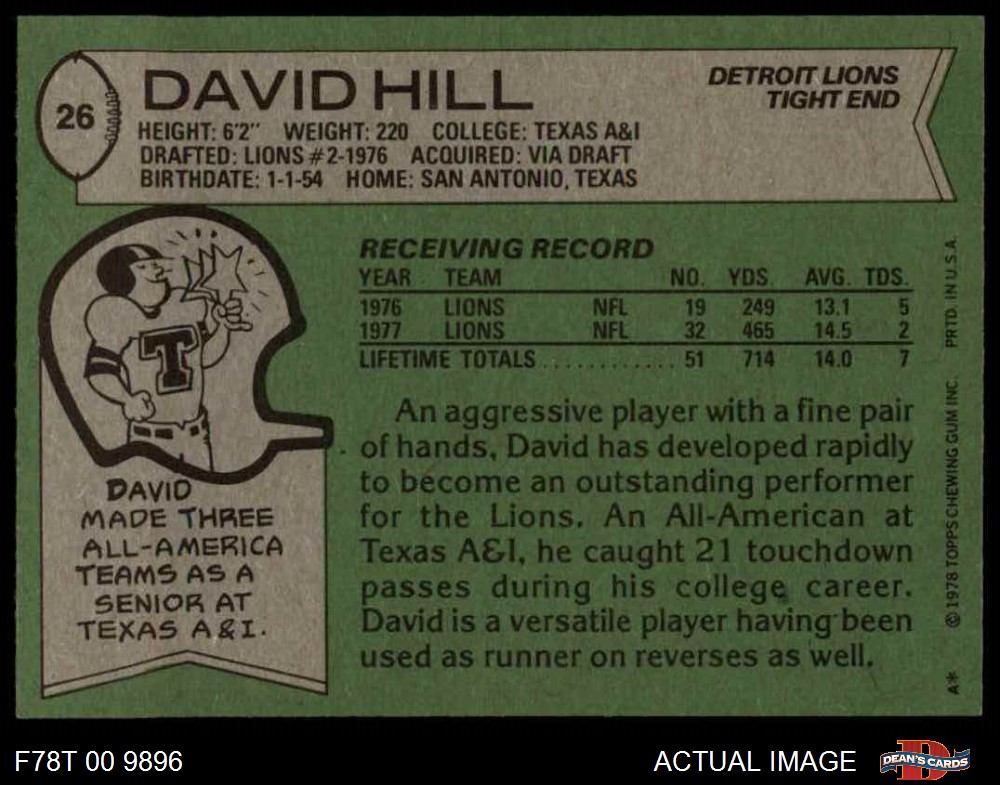 26
DAVID HILL
DETROIT LIONS
TIGHT END
HEIGHT: 6'2" WEIGHT: 220 COLLEGE: TEXAS A&I
DRAFTED: LIONS #2-1976 ACQUIRED: VIA DRAFT
BIRTHDATE: 1-1-54 HOME: SAN ANTONIO, TEXAS
RECEIVING RECORD
YEAR TEAM NO. YDS. AVG. TDS.
1976 LIONS NFL 19 249 13.1 5
1977 LIONS NFL 32 465 14.5 2
LIFETIME TOTALS ............ 51 714 14.0 7
T
DAVID
MADE THREE
ALL-AMERICA
TEAMS AS A
SENIOR AT
TEXAS A&I.
An aggressive player with a fine pair
of hands, David has developed rapidly
to become an outstanding performer
for the Lions. An All-American at
Texas A&I, he caught 21 touchdown
passes during his college career.
David is a versatile player having been
used as runner on reverses as well.
A* © 1978 TOPPS CHEWING GUM INC. PRTD. IN U.S.A.
F78T 00 9896
ACTUAL IMAGE
D
DEAN'S CARDS